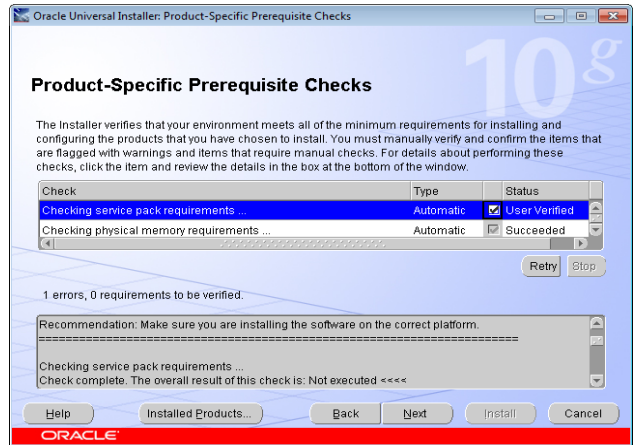 Oracle Universal Installer: Product-Specific Prerequisite Checks
10g
Product-Specific Prerequisite Checks
The Installer verifies that your environment meets all of the minimum requirements for installing and
configuring the products that you have chosen to install. You must manually verify and confirm the items that
are flagged with warnings and items that require manual checks. For details about performing these
checks, click the item and review the details in the box at the bottom of the window.
Check Type Status
Checking service pack requirements ... Automatic User Verified
Checking physical memory requirements ... Automatic Succeeded
Retry Stop
1 errors, 0 requirements to be verified.
Recommendation: Make sure you are installing the software on the correct platform.
=======================================================================
Checking service pack requirements ...
Check complete. The overall result of this check is: Not executed <<<<
Help Installed Products... Back Next Install Cancel
ORACLE